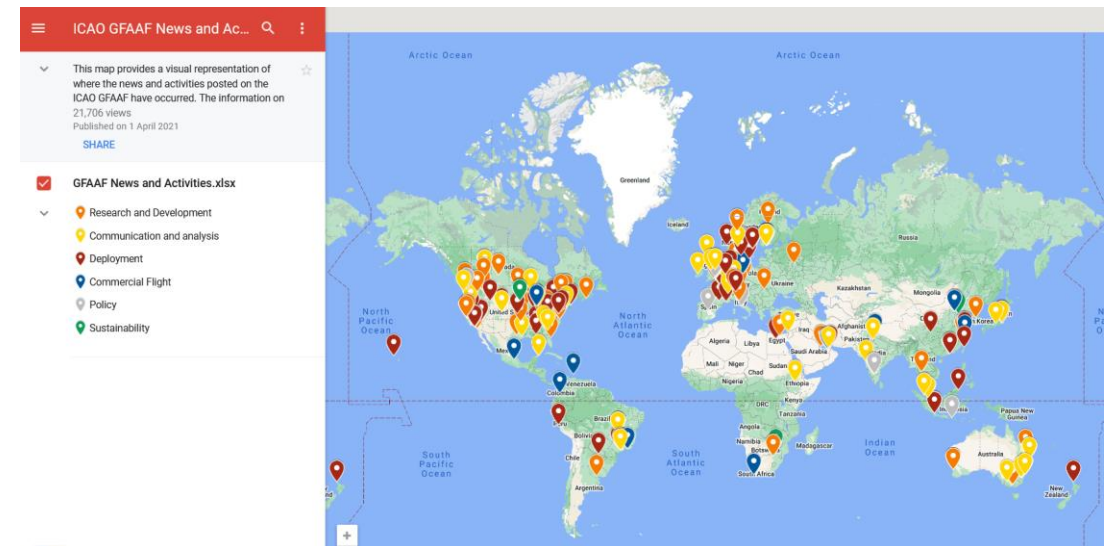 ICAO GFAAF News and Ac...
This map provides a visual representation of
where the news and activities posted on the
ICAO GFAAF have occurred. The information on
21,706 views
Published on 1 April 2021
SHARE
GFAAF News and Activities.xlsx
Research and Development
Communication and analysis
Deployment
Commercial Flight
Policy
Sustainability
Arctic Ocean
Arctic Ocean
Greenland
Iceland
Russia
Ukraine
Kazakhstan
Mongolia
North
Pacific
Ocean
United S
North
Atlantic
Ocean
Iraq
Afghanist
Pakistan
Korea
Algeria
Libya
Egypt
Saudi Arabia
Mali
Niger
Chad
Sudan
Nigeria
Ethiopia
Venezuela
Colombia
DRC
Kenya
Tanzania
Papua New
Guinea
Brazil
Angola
Namibia
Madagascar
Indian
Ocean
Australia
Chile
South
Pacific
Ocean
South
Atlantic
Ocean
South Africa
Argentina
New
Zealand
+